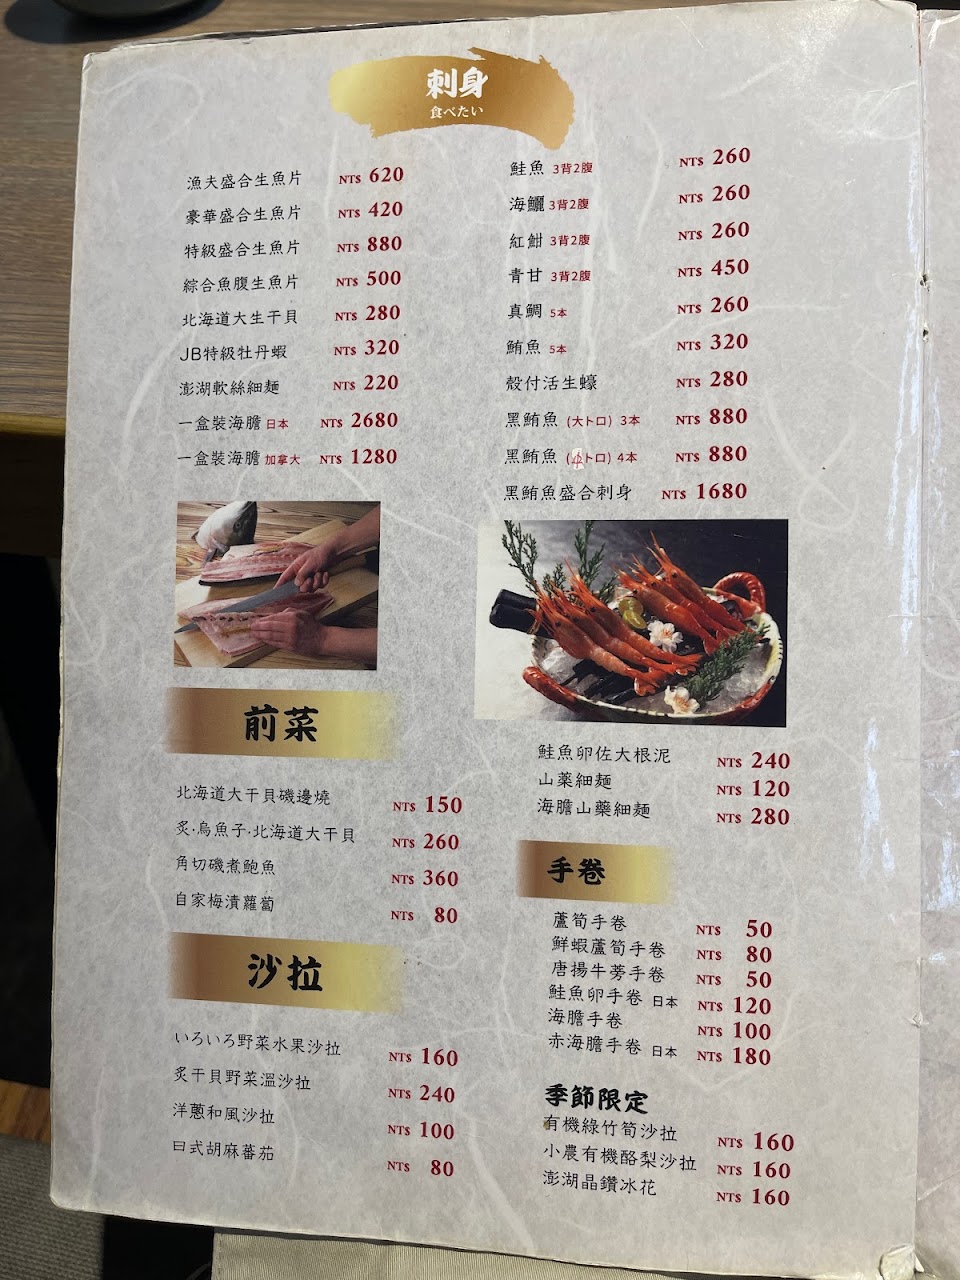 刺身
食べたい
漁夫盛合生魚片 NT$ 620
豪華盛合生魚片 NT$ 420
特級盛合生魚片 NT$ 880
綜合魚腹生魚片 NT$ 500
北海道大生干貝 NT$ 280
JB特級牡丹蝦 NT$ 320
澎湖軟絲細麵 NT$ 220
一盒裝海膽 日本 NT$ 2680
一盒裝海膽 加拿大 NT$ 1280
鮭魚 3背2腹 NT$ 260
海鱺 3背2腹 NT$ 260
紅魽 3背2腹 NT$ 260
青甘 3背2腹 NT$ 450
真鯛 5本 NT$ 260
鮪魚 5本 NT$ 320
殼付活生蠔 NT$ 280
黑鮪魚 (大トロ) 3本 NT$ 880
黑鮪魚 (トロ) 4本 NT$ 880
黑鮪魚盛合刺身 NT$ 1680
前菜
北海道大干貝磯邊燒 NT$ 150
炙·烏魚子·北海道大干貝 NT$ 260
角切磯煮鮑魚 NT$ 360
自家梅漬蘿蔔 NT$ 80
鮭魚卵佐大根泥 NT$ 240
山藥細麵 NT$ 120
海膽山藥細麵 NT$ 280
沙拉
いろいろ野菜水果沙拉 NT$ 160
炙干貝野菜溫沙拉 NT$ 240
洋蔥和風沙拉 NT$ 100
日式胡麻蕃茄 NT$ 80
手卷
蘆筍手卷 NT$ 50
鮮蝦蘆筍手卷 NT$ 80
唐揚牛蒡手卷 NT$ 50
鮭魚卵手卷 日本 NT$ 120
海膽手卷 NT$ 100
赤海膽手卷 日本 NT$ 180
季節限定
有機綠竹筍沙拉 NT$ 160
小農有機酪梨沙拉 NT$ 160
澎湖晶鑽冰花 NT$ 160